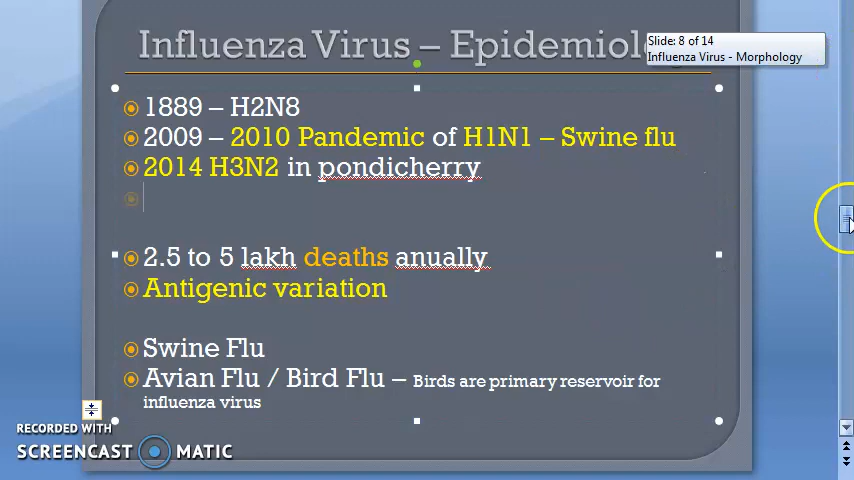 Influenza Virus – Epidemiol
Slide: 8 of 14
Influenza Virus - Morphology
1889 – H2N8
2009 – 2010 Pandemic of H1N1 – Swine flu
2014 H3N2 in pondicherry
2.5 to 5 lakh deaths anually
Antigenic variation
Swine Flu
Avian Flu / Bird Flu – Birds are primary reservoir for
influenza virus
RECORDED WITH
SCREENCAST MATIC